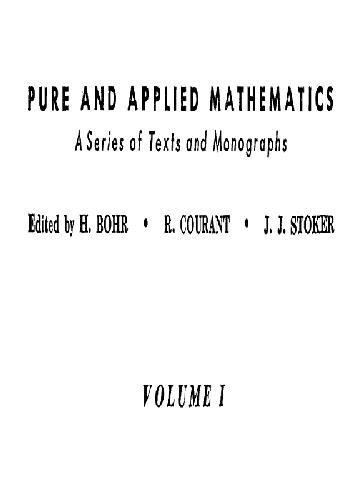 PURE AND APPLIED MATHEMATICS
A Series of Texts and Monographs
Edited by H. BOHR • R. COURANT • J. J. STOKER
VOLUME I